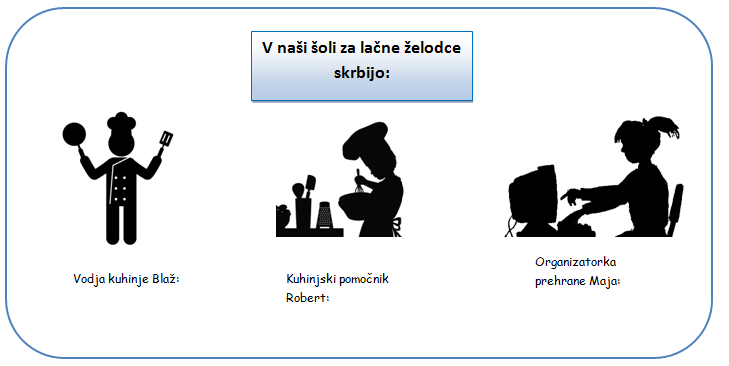 V naši šoli za lačne želodce
skrbijo:
Vodja kuhinje Blaž:
Kuhinjski pomočnik
Robert:
Organizatorka
prehrane Maja: